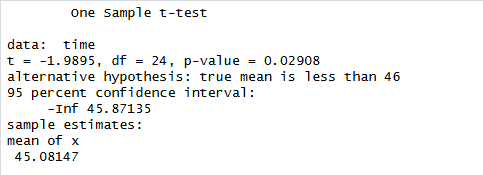 One Sample t-test
data:  time
t = -1.9895, df = 24, p-value = 0.02908
alternative hypothesis: true mean is less than 46
95 percent confidence interval:
-Inf 45.87135
sample estimates:
mean of x
45.08147